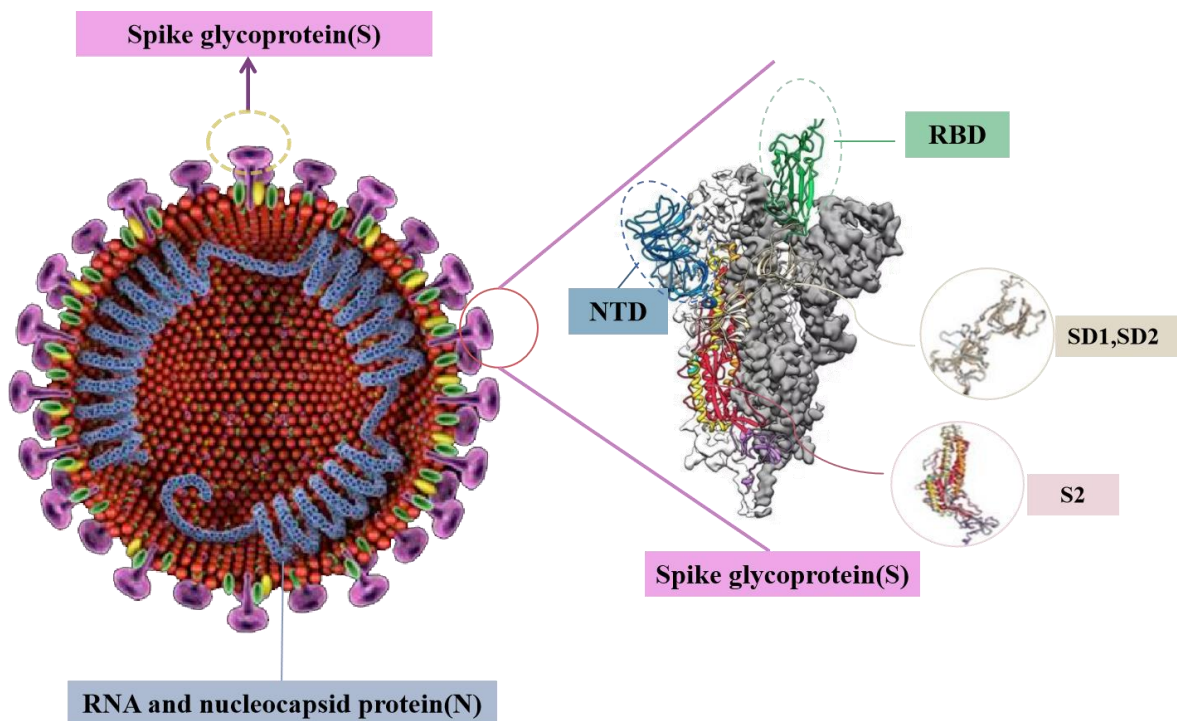 Spike glycoprotein(S)
RBD
NTD
SD1,SD2
S2
Spike glycoprotein(S)
RNA and nucleocapsid protein(N)